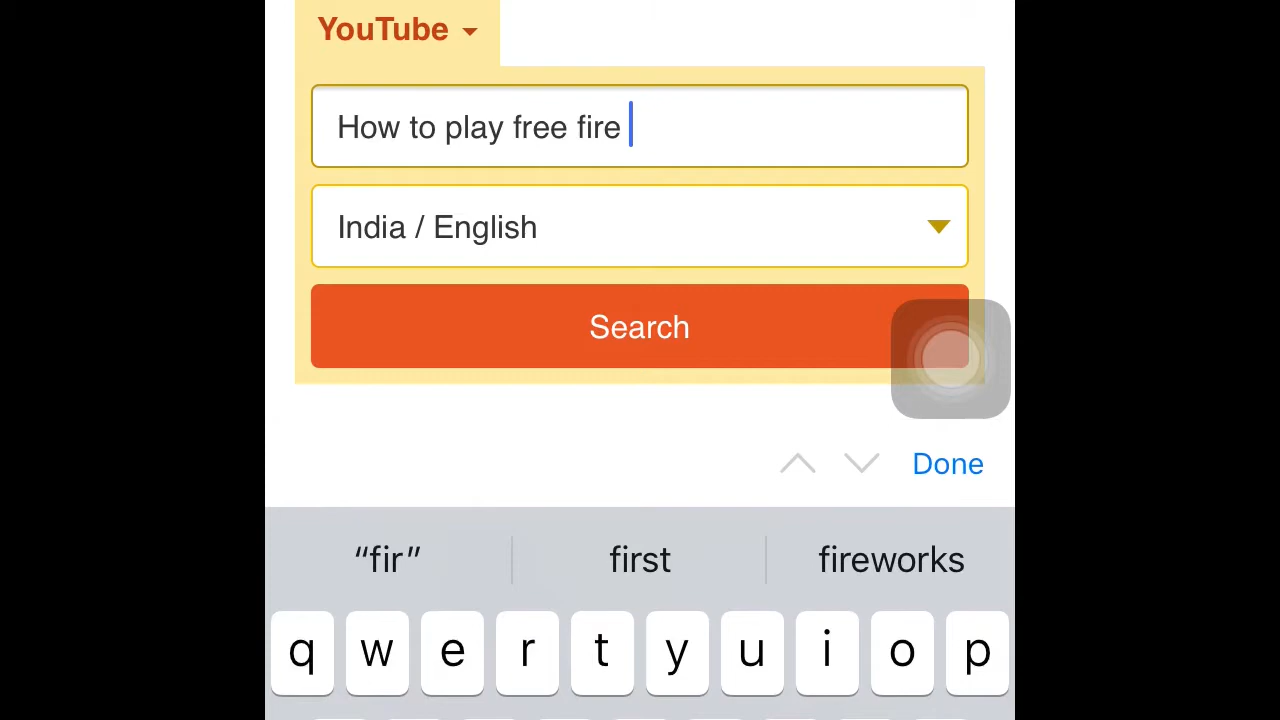 YouTube
How to play free fire
India / English
Search
Done
“fir” first fireworks
q w e r t y u i o p